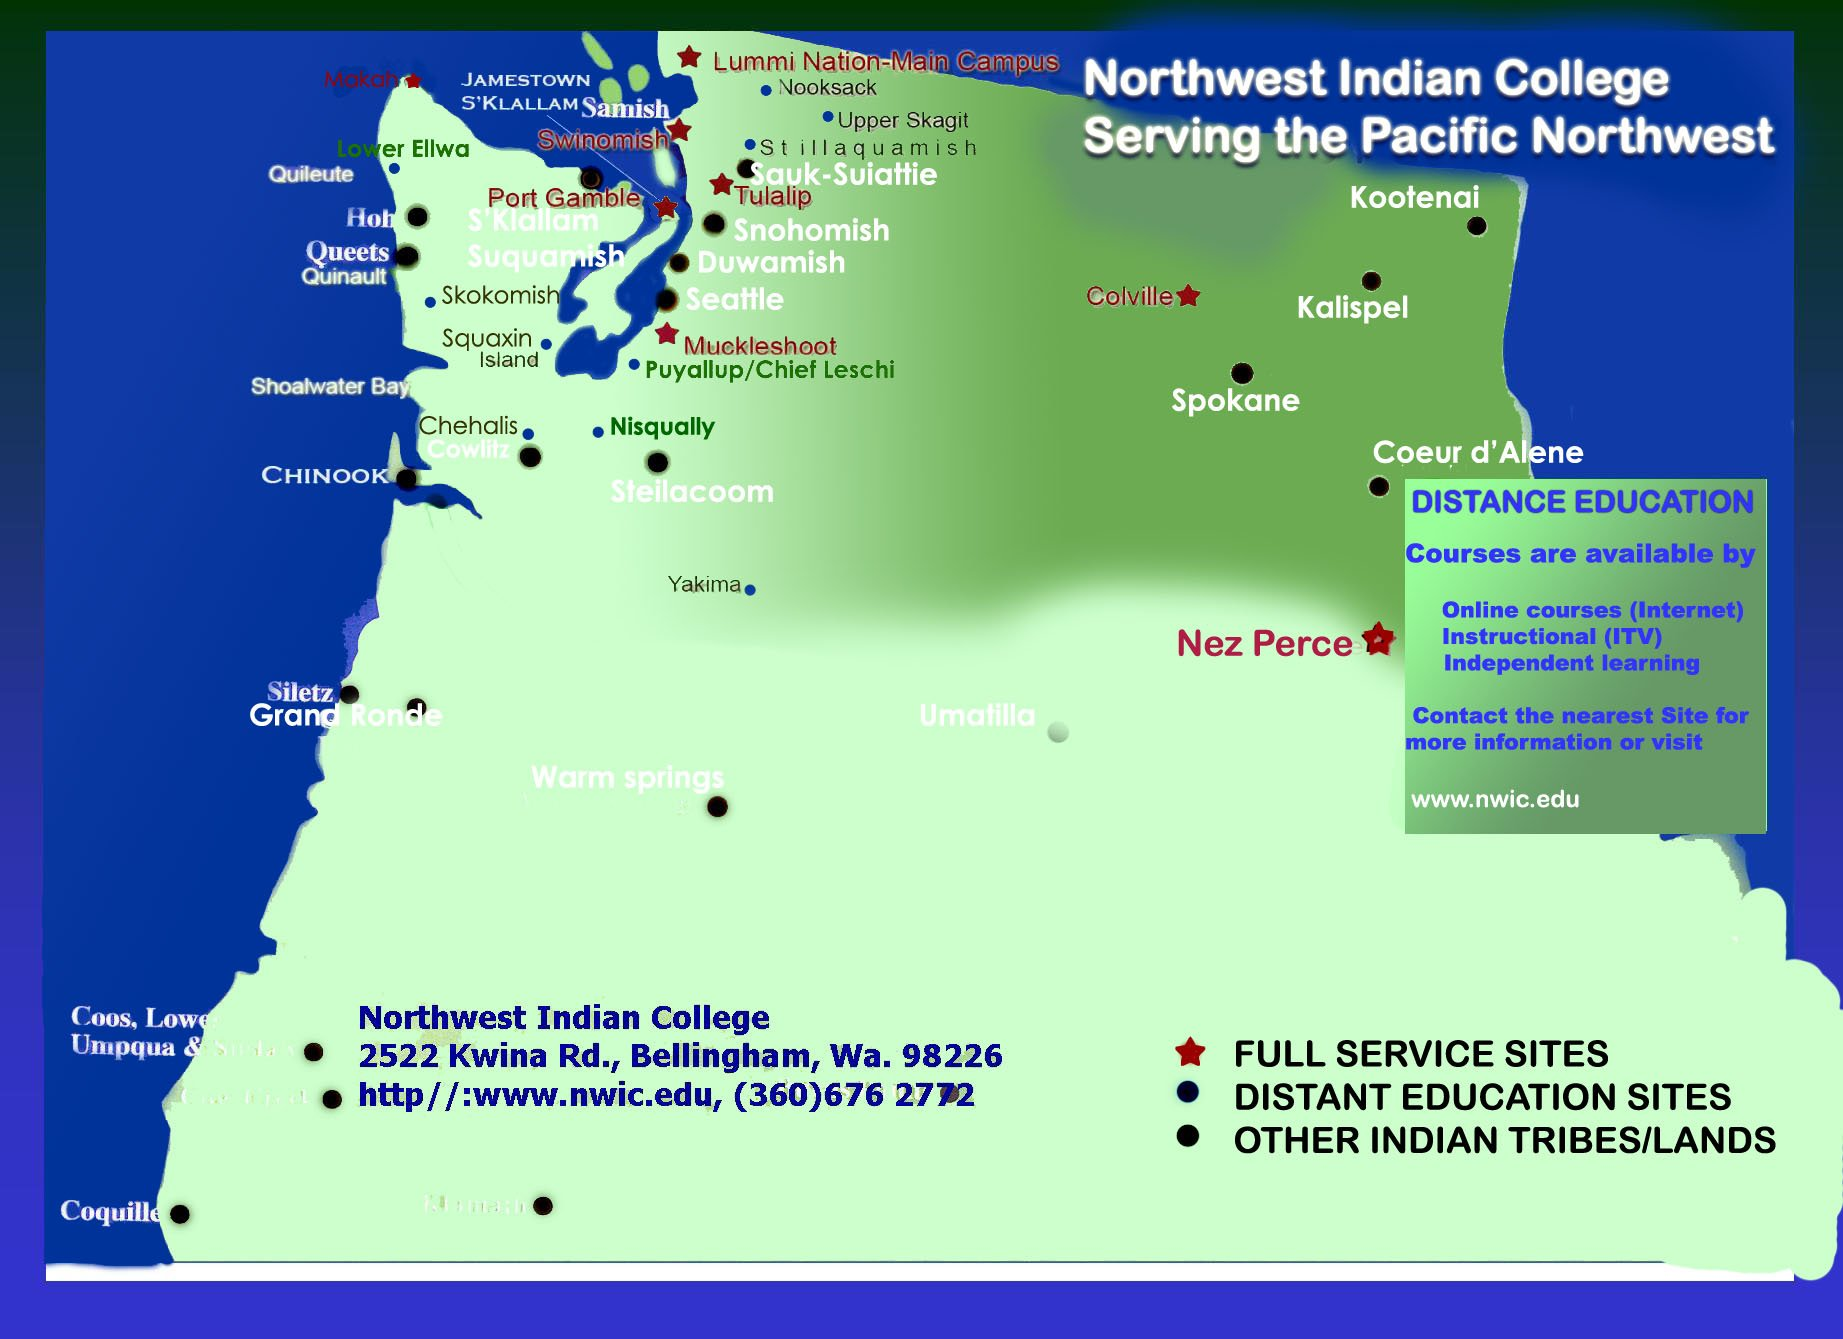 Northwest Indian College
Serving the Pacific Northwest
Lummi Nation-Main Campus
Makah
JAMESTOWN
S'KLALLAM
Samish
Nooksack
Swinomish
Upper Skagit
Lower Ellwa
Stillaquamish
Quileute
Sauk-Suiattie
Port Gamble
Tulalip
Kootenai
Hoh
S'Klallam
Snohomish
Queets
Suquamish
Duwamish
Quinault
Skokomish
Seattle
Colville
Kalispel
Squaxin
Island
Muckleshoot
Puyallup/Chief Leschi
Shoalwater Bay
Spokane
Chehalis
Nisqually
Cowlitz
Coeur d'Alene
CHINOOK
Steilacoom
DISTANCE EDUCATION
Courses are available by
Online courses (Internet)
Instructional (ITV)
Independent learning
Contact the nearest Site for
more information or visit
www.nwic.edu
Yakima
Nez Perce
Siletz
Grand Ronde
Umatilla
Warm springs
Coos, Lowe
Umpqua &
Northwest Indian College
2522 Kwina Rd., Bellingham, Wa. 98226
http//:www.nwic.edu, (360)676 2772
FULL SERVICE SITES
DISTANT EDUCATION SITES
OTHER INDIAN TRIBES/LANDS
Coquille